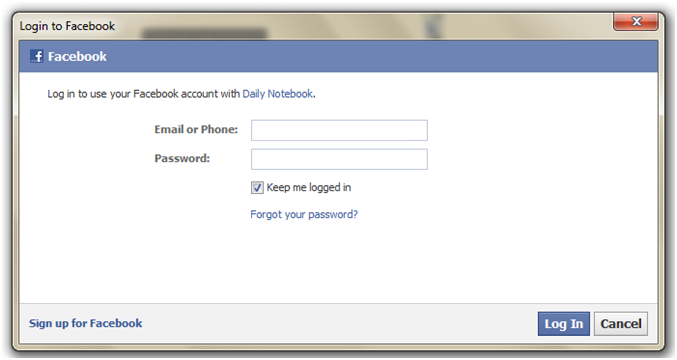 Login to Facebook
Facebook
Log in to use your Facebook account with Daily Notebook.
Email or Phone:
Password:
Keep me logged in
Forgot your password?
Sign up for Facebook
Log In
Cancel